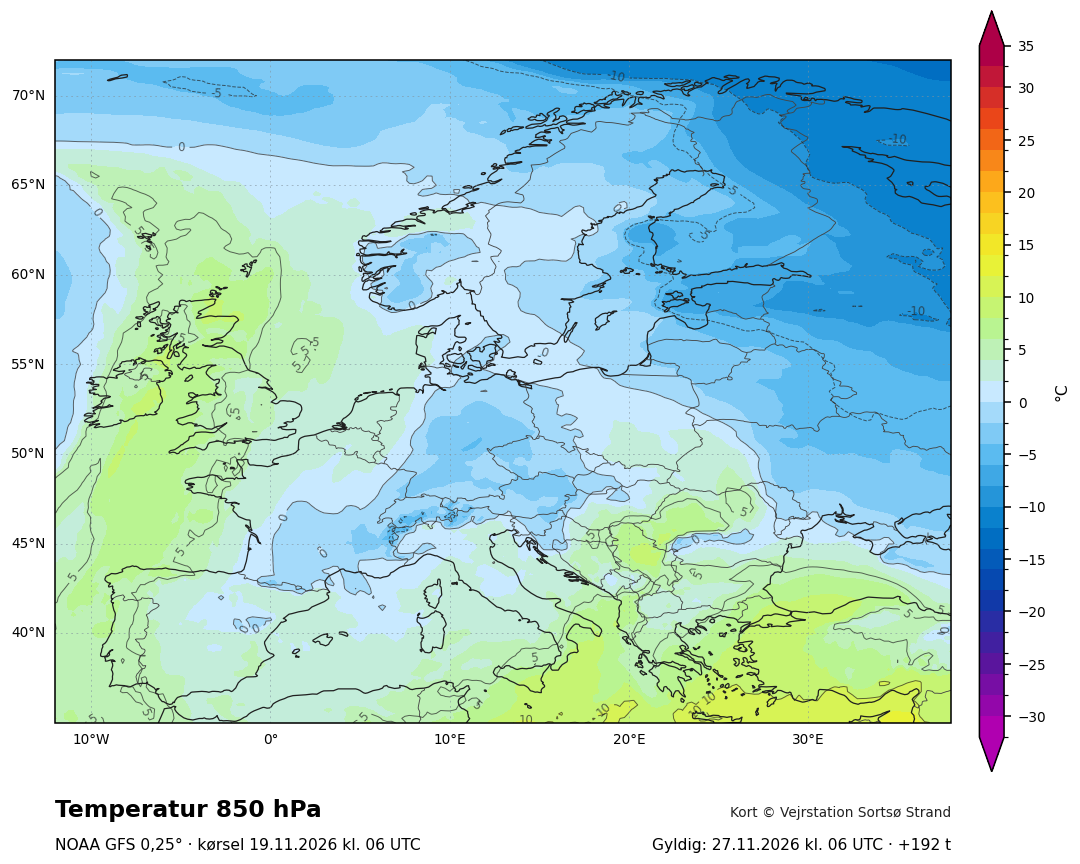 70°N
65°N
60°N
55°N
50°N
45°N
40°N
10°W 0° 10°E 20°E 30°E
35
30
25
20
15
10
5
0
−5
−10
−15
−20
−25
−30
°C
Temperatur 850 hPa
Kort © Vejrstation Sortsø Strand
NOAA GFS 0,25° · kørsel 19.11.2026 kl. 06 UTC
Gyldig: 27.11.2026 kl. 06 UTC · +192 t